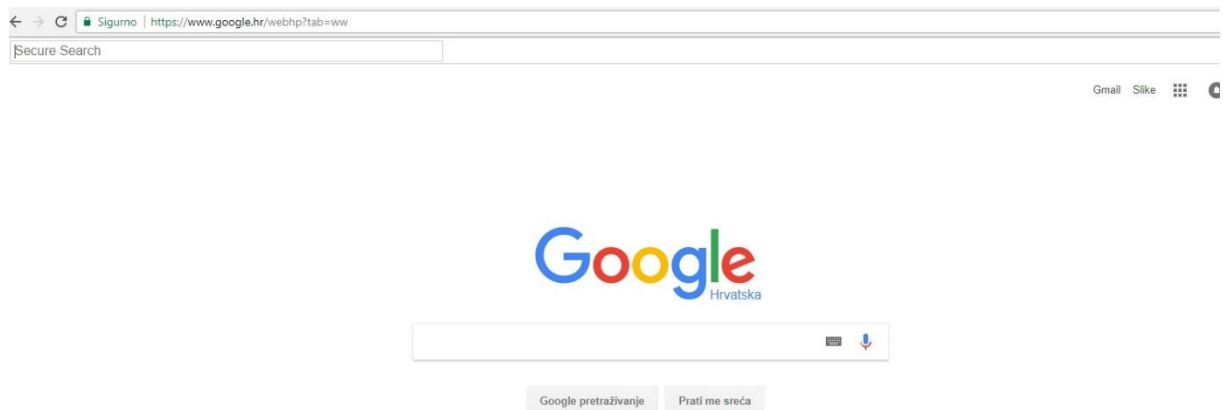 Sigurno | https://www.google.hr/webhp?tab=ww
Secure Search
Gmail Slike
Google
Hrvatska
Google pretraživanje Prati me sreća